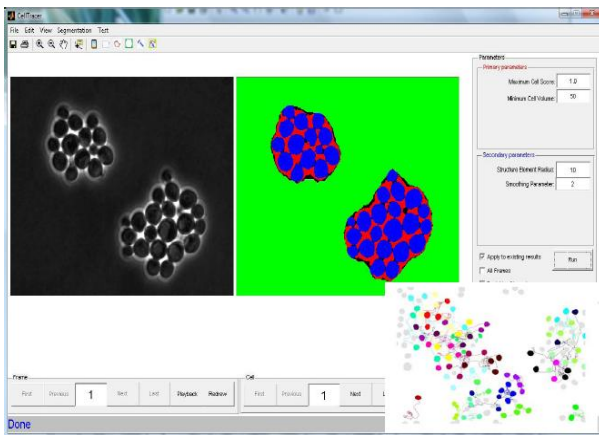 CellTracer
File Edit View Segmentation Text
Parameters
Primary parameters
Maximum Cell Score: 1.0
Minimum Cell Volume: 50
Secondary parameters
Structure Element Radius: 10
Smoothing Parameter: 2
Apply to existing results
Run
All Frames
Frame
First Previous 1 Next Last Playback Redraw
Cell
First Previous 1 Next
Done